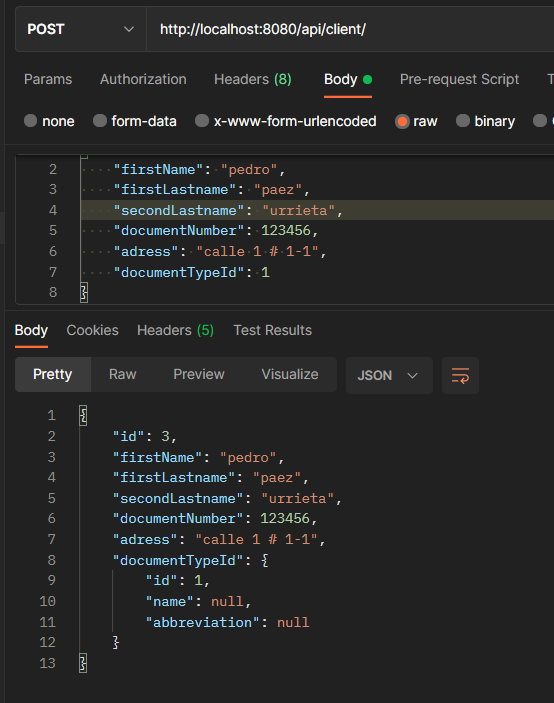 POST http://localhost:8080/api/client/
Params Authorization Headers (8) Body Pre-request Script T
none form-data x-www-form-urlencoded raw binary
2 "firstName": "pedro",
3 "firstLastname": "paez",
4 "secondLastname": "urrieta",
5 "documentNumber": 123456,
6 "adress": "calle 1 # 1-1",
7 "documentTypeId": 1
8 }
Body Cookies Headers (5) Test Results
Pretty Raw Preview Visualize JSON
1 {
2 "id": 3,
3 "firstName": "pedro",
4 "firstLastname": "paez",
5 "secondLastname": "urrieta",
6 "documentNumber": 123456,
7 "adress": "calle 1 # 1-1",
8 "documentTypeId": {
9 "id": 1,
10 "name": null,
11 "abbreviation": null
12 }
13 }